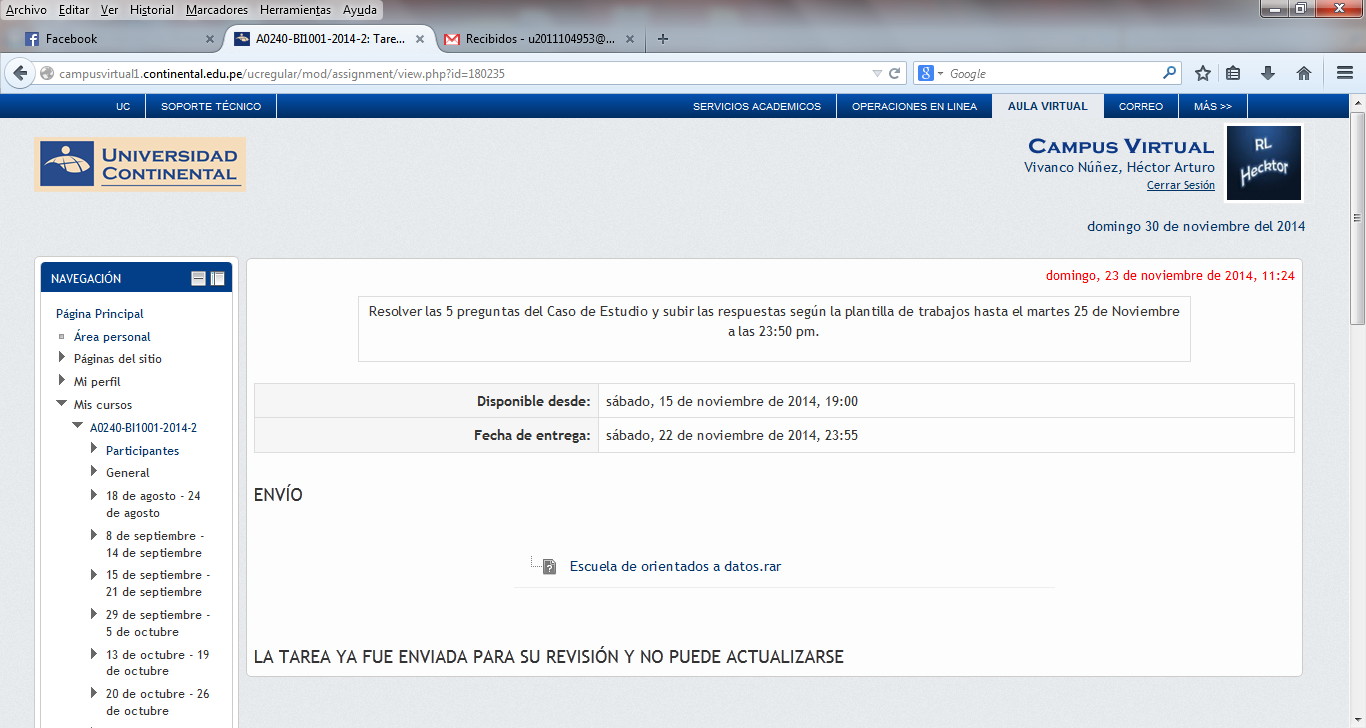 Archivo Editar Ver Historial Marcadores Herramientas Ayuda
Facebook
A0240-BI1001-2014-2: Tare...
Recibidos - u2011104953@...
campusvirtual1.continental.edu.pe/ucregular/mod/assignment/view.php?id=180235
Google
UC
SOPORTE TÉCNICO
SERVICIOS ACADEMICOS
OPERACIONES EN LINEA
AULA VIRTUAL
CORREO
MÁS >>
UNIVERSIDAD
CONTINENTAL
CAMPUS VIRTUAL
Vivanco Núñez, Héctor Arturo
Cerrar Sesión
RL
Hecktor
domingo 30 de noviembre del 2014
NAVEGACIÓN
Página Principal
Área personal
Páginas del sitio
Mi perfil
Mis cursos
A0240-BI1001-2014-2
Participantes
General
18 de agosto - 24
de agosto
8 de septiembre -
14 de septiembre
15 de septiembre -
21 de septiembre
29 de septiembre -
5 de octubre
13 de octubre - 19
de octubre
20 de octubre - 26
de octubre
domingo, 23 de noviembre de 2014, 11:24
Resolver las 5 preguntas del Caso de Estudio y subir las respuestas según la plantilla de trabajos hasta el martes 25 de Noviembre
a las 23:50 pm.
Disponible desde: sábado, 15 de noviembre de 2014, 19:00
Fecha de entrega: sábado, 22 de noviembre de 2014, 23:55
ENVÍO
Escuela de orientados a datos.rar
LA TAREA YA FUE ENVIADA PARA SU REVISIÓN Y NO PUEDE ACTUALIZARSE